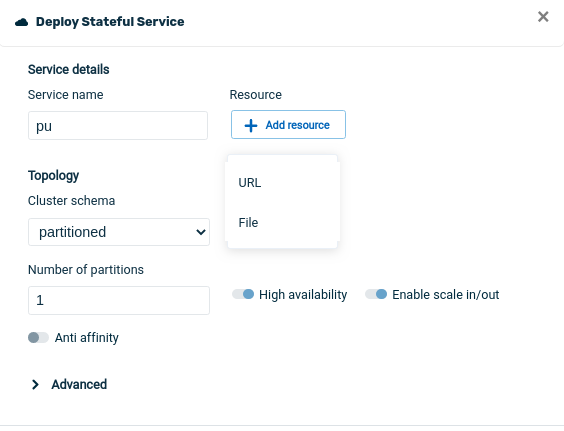 Deploy Stateful Service
Service details
Service name
Resource
pu
Add resource
URL
File
Topology
Cluster schema
partitioned
Number of partitions
1
High availability
Enable scale in/out
Anti affinity
Advanced